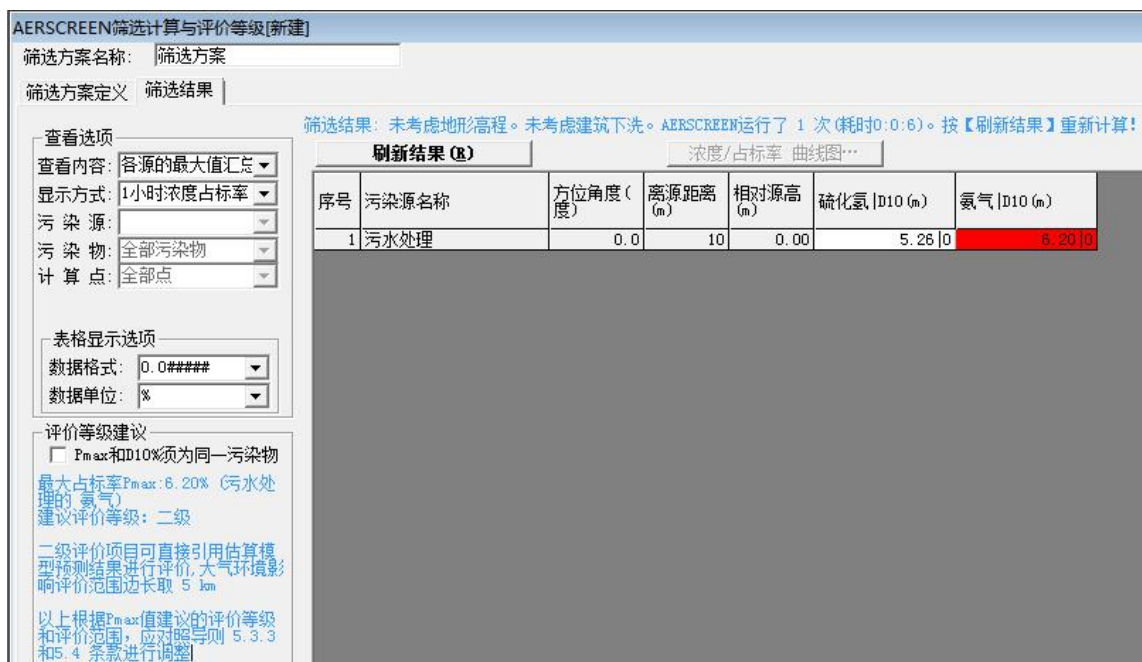 AERSCREEN筛选计算与评价等级[新建]
筛选方案名称: 筛选方案
筛选方案定义 筛选结果
筛选结果: 未考虑地形高程。未考虑建筑下洗。AERSCREEN运行了 1 次(耗时0:0:6)。按【刷新结果】重新计算!
刷新结果(R) 浓度/占标率 曲线图…
查看选项
查看内容: 各源的最大值汇总
显示方式: 1小时浓度占标率
污 染 源:
污 染 物: 全部污染物
计 算 点: 全部点
序号 污染源名称 方位角度(度) 离源距离(m) 相对源高(m) 硫化氢|D10(m) 氨气|D10(m)
1 污水处理 0.0 10 0.00 5.26|0 6.20|0
表格显示选项
数据格式: 0.0#####
数据单位: %
评价等级建议
Pmax和D10%须为同一污染物
最大占标率Pmax:6.20% (污水处
理的 氨气)
建议评价等级: 二级
二级评价项目可直接引用估算模
型预测结果进行评价,大气环境影
响评价范围边长取 5 km
以上根据Pmax值建议的评价等级
和评价范围,应对照导则 5.3.3
和5.4 条款进行调整